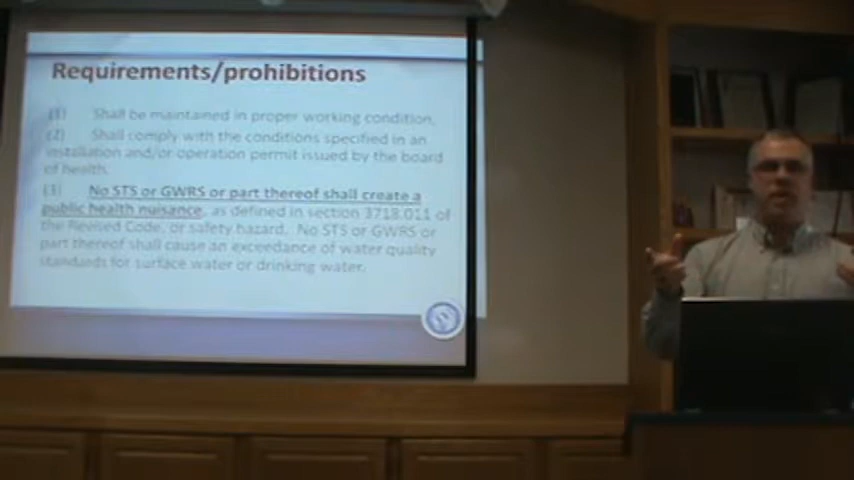 Requirements/prohibitions
(1) Shall be maintained in proper working condition.
(2) Shall comply with the conditions specified in an
installation and/or operation permit issued by the board
of health.
(3) No STS or GWRS or part thereof shall create a
public health nuisance, as defined in section 3718.011 of
the Revised Code, or safety hazard. No STS or GWRS or
part thereof shall cause an exceedance of water quality
standards for surface water or drinking water.